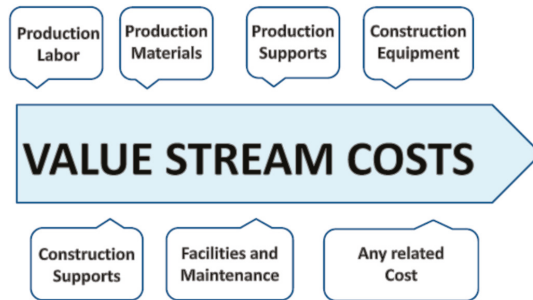 Production
Labor
Production
Materials
Production
Supports
Construction
Equipment
VALUE STREAM COSTS
Construction
Supports
Facilities and
Maintenance
Any related
Cost